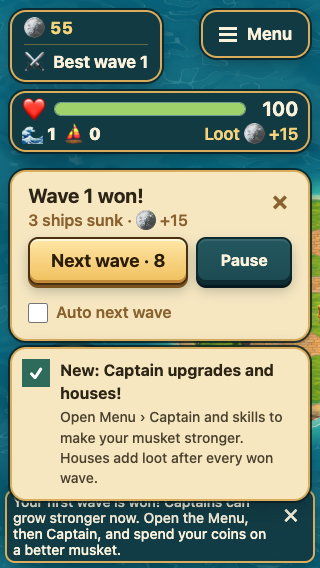 55
Best wave 1
Menu
100
1 0 Loot +15
Wave 1 won!
3 ships sunk · +15
Next wave · 8
Pause
Auto next wave
New: Captain upgrades and
houses!
Open Menu › Captain and skills to
make your musket stronger.
Houses add loot after every won
wave.
Your first wave is won! Captains can
grow stronger now. Open the Menu,
then Captain, and spend your coins on
a better musket.